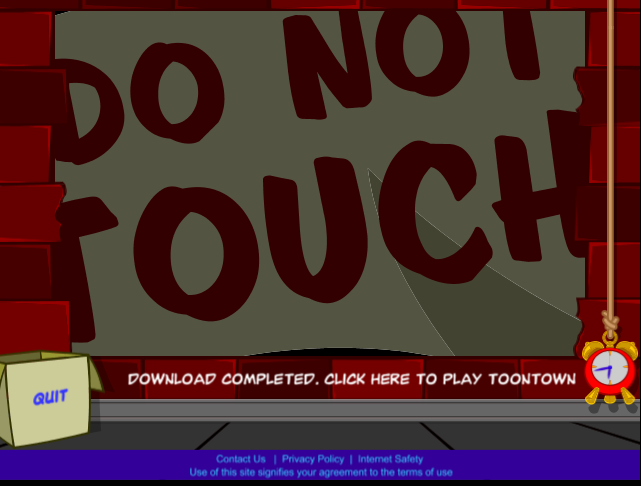 DO NOT
TOUCH
QUIT
DOWNLOAD COMPLETED. CLICK HERE TO PLAY TOONTOWN
Contact Us | Privacy Policy | Internet Safety
Use of this site signifies your agreement to the terms of use